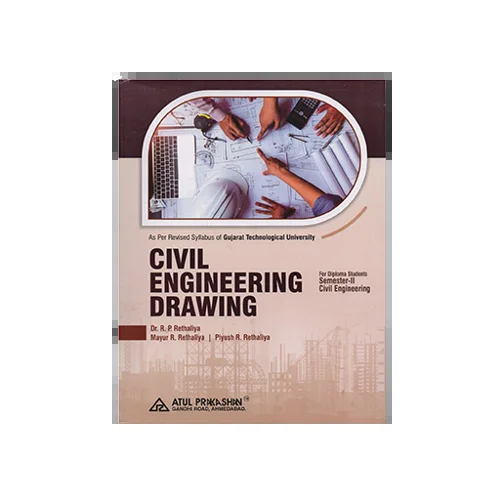 As Per Revised Syllabus of Gujarat Technological University
CIVIL
ENGINEERING
DRAWING
For Diploma Students
Semester-II
Civil Engineering
Dr. R. P. Rethaliya
Mayur R. Rethaliya | Piyush R. Rethaliya
ATUL PRAKASHAN
GANDHI ROAD, AHMEDABAD.